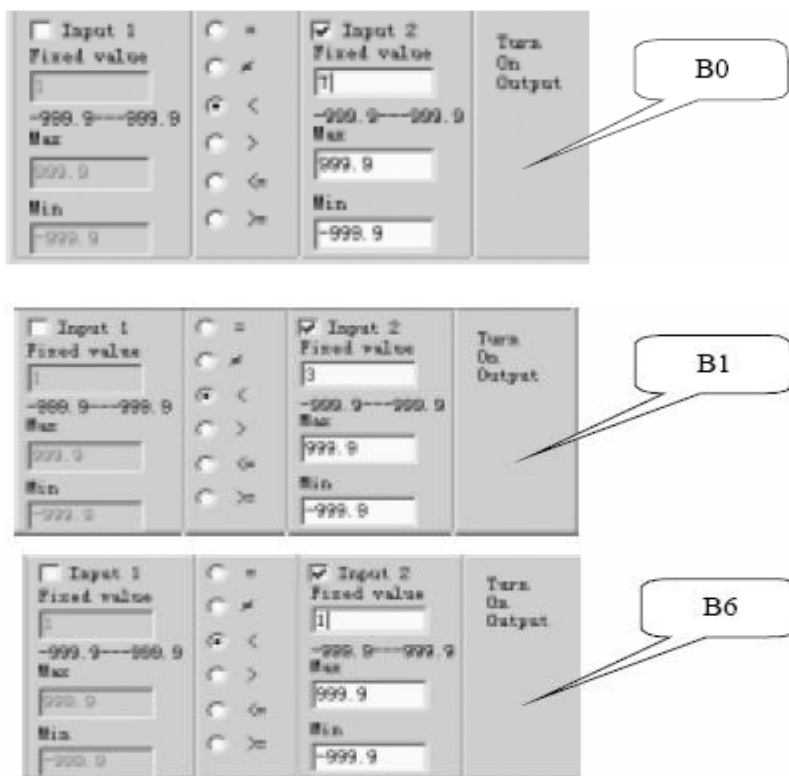 Input 1
Fixed value
1
-999.9---999.9
Max
999.9
Min
-999.9
=
≠
<
>
<=
>=
Input 2
Fixed value
-999.9---999.9
Max
999.9
Min
-999.9
Turn
On
Output
B0
Input 1
Fixed value
1
-999.9---999.9
Max
999.9
Min
-999.9
=
≠
<
>
<=
>=
Input 2
Fixed value
3
-999.9---999.9
Max
999.9
Min
-999.9
Turn
On
Output
B1
Input 1
Fixed value
1
-999.9---999.9
Max
999.9
Min
-999.9
=
≠
<
>
<=
>=
Input 2
Fixed value
1
-999.9---999.9
Max
999.9
Min
-999.9
Turn
On
Output
B6